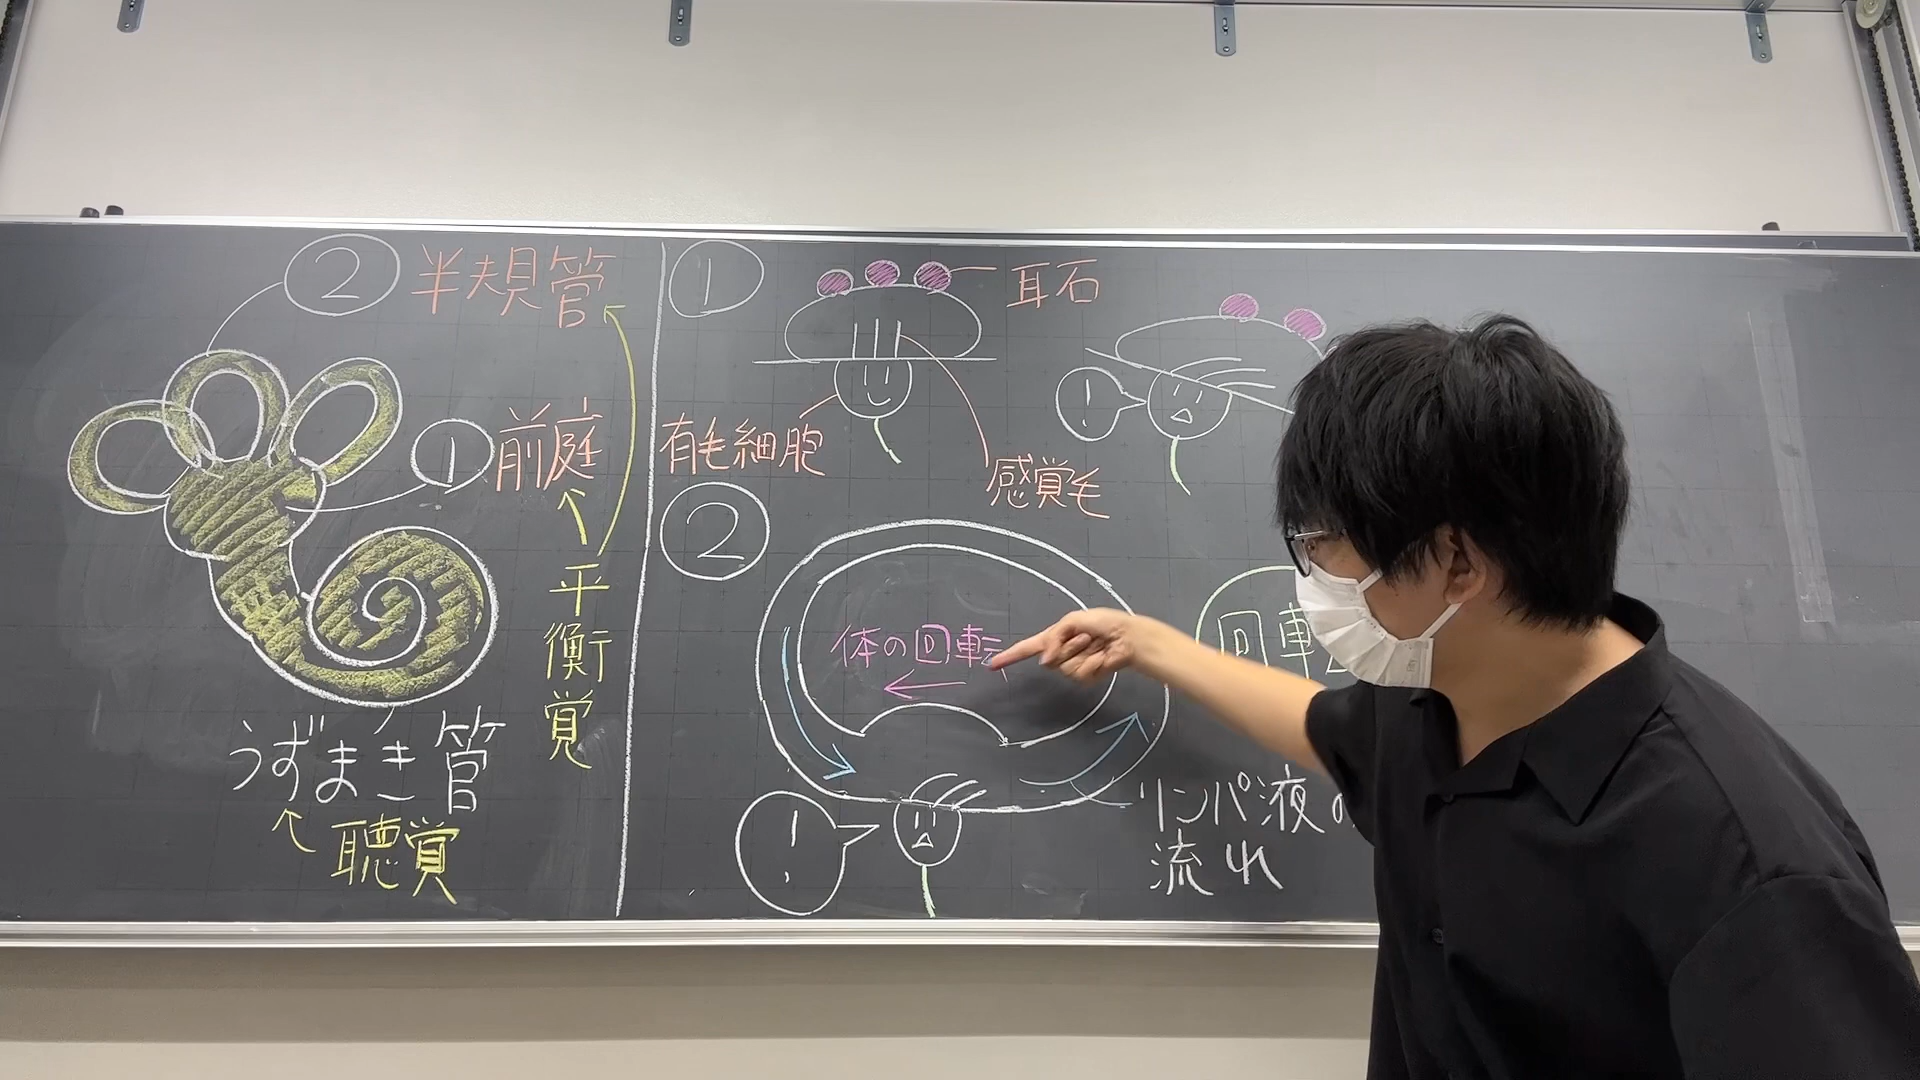 ② 半規管
① 前庭
平衡覚
うずまき管
聴覚
①
耳石
有毛細胞
感覚毛
!
②
体の回転
回転
!
リンパ液の
流れ